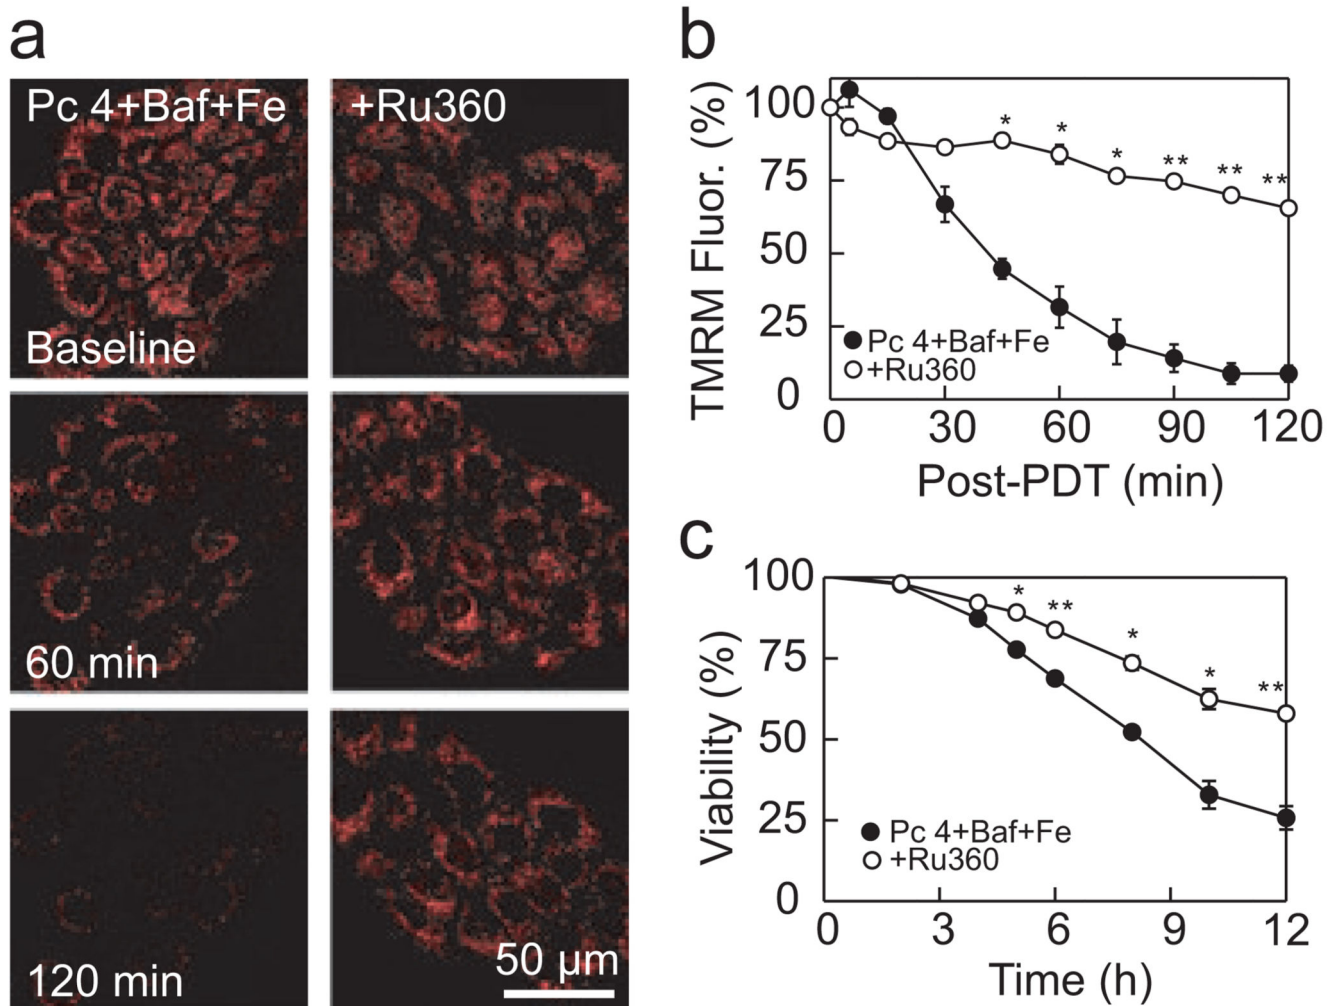 a
Pc 4+Baf+Fe
+Ru360
Baseline
60 min
120 min
50 µm
b
TMRM Fluor. (%)
100
75
50
25
0
* * * ** ** **
Pc 4+Baf+Fe
+Ru360
0 30 60 90 120
Post-PDT (min)
c
Viability (%)
100
75
50
25
0
* ** * * **
Pc 4+Baf+Fe
+Ru360
0 3 6 9 12
Time (h)